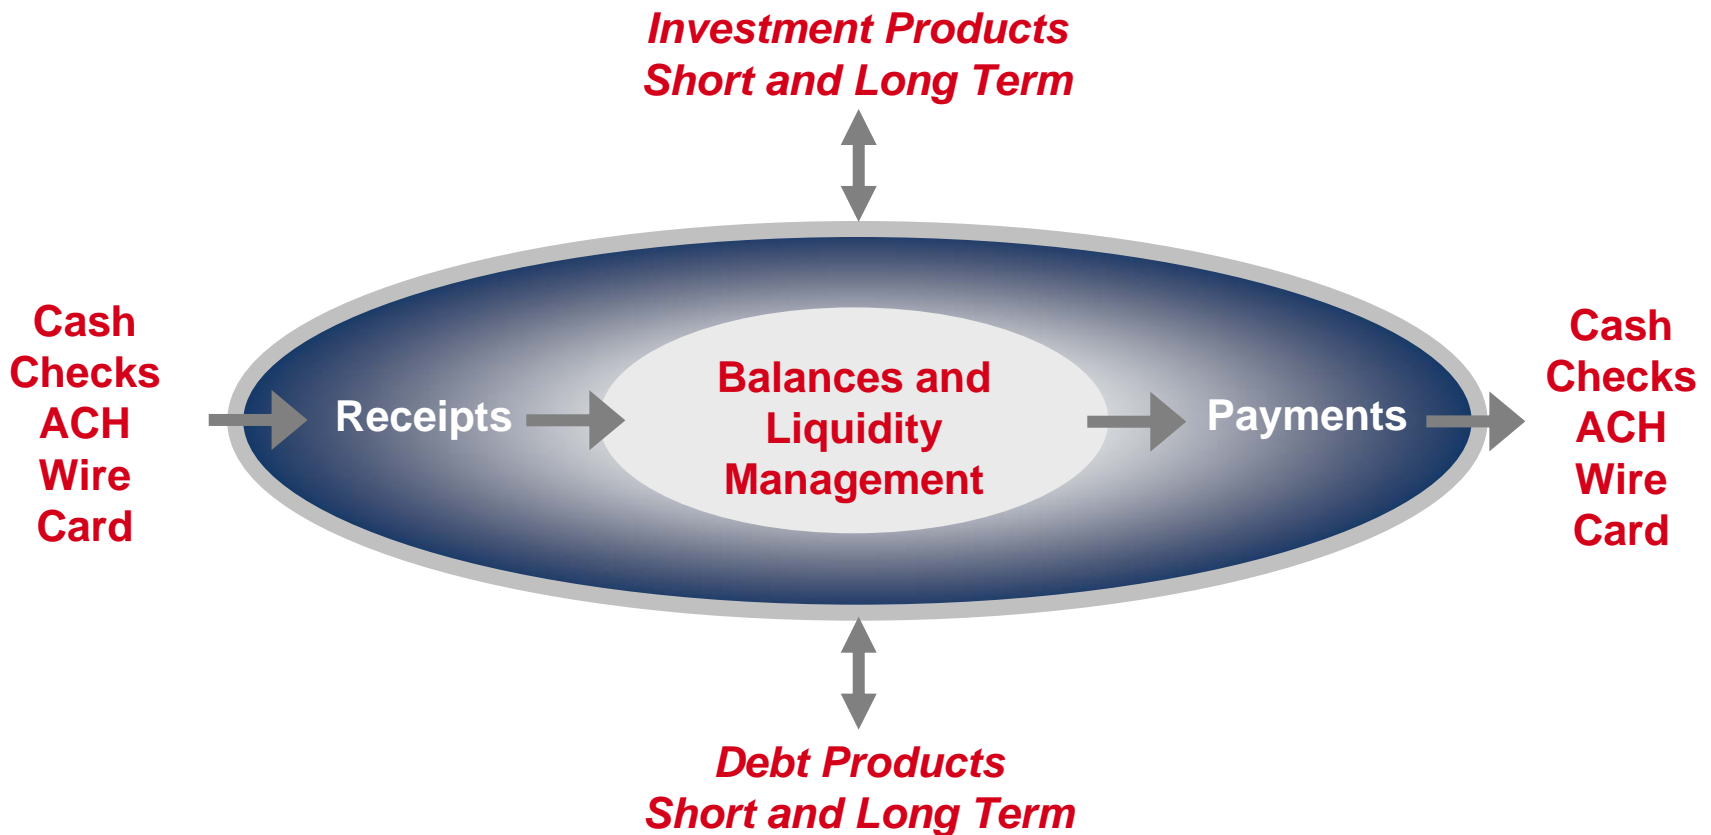 Investment Products
Short and Long Term
Cash
Checks
ACH
Wire
Card
Receipts
Balances and
Liquidity
Management
Payments
Cash
Checks
ACH
Wire
Card
Debt Products
Short and Long Term